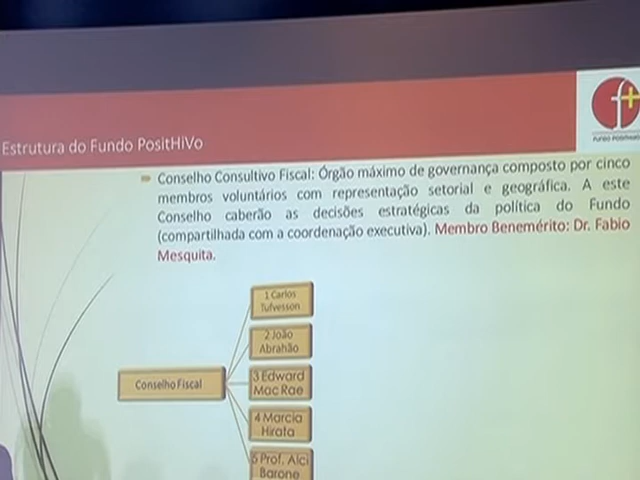 Estrutura do Fundo PositHiVo
f+
FUNDO POSITHIVO
Conselho Consultivo Fiscal: Órgão máximo de governança composto por cinco
membros voluntários com representação setorial e geográfica. A este
Conselho caberão as decisões estratégicas da política do Fundo
(compartilhada com a coordenação executiva). Membro Benemérito: Dr. Fabio
Mesquita.
Conselho Fiscal
1 Carlos
Tufvesson
2 João
Abrahão
3 Edward
Mac Rae
4 Marcia
Hirata
5 Prof. Alci
Barone